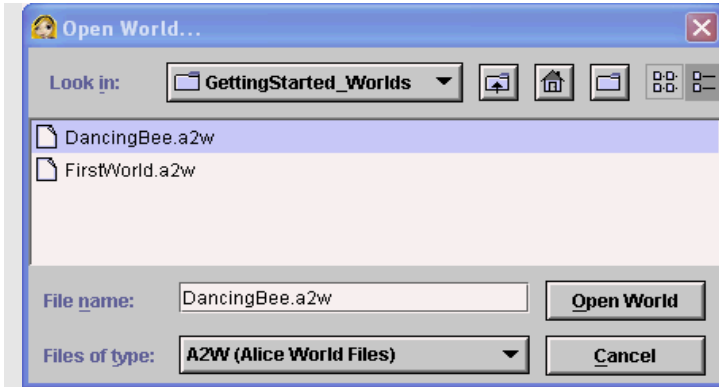 Open World...
Look in: GettingStarted_Worlds
DancingBee.a2w
FirstWorld.a2w
File name: DancingBee.a2w Open World
Files of type: A2W (Alice World Files) Cancel